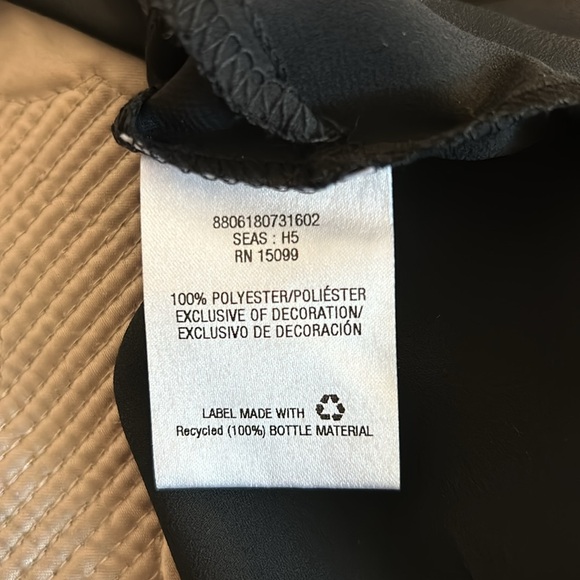 8806180731602
SEAS : H5
RN 15099
100% POLYESTER/POLIÉSTER
EXCLUSIVE OF DECORATION/
EXCLUSIVO DE DECORACIÓN
LABEL MADE WITH
Recycled (100%) BOTTLE MATERIAL